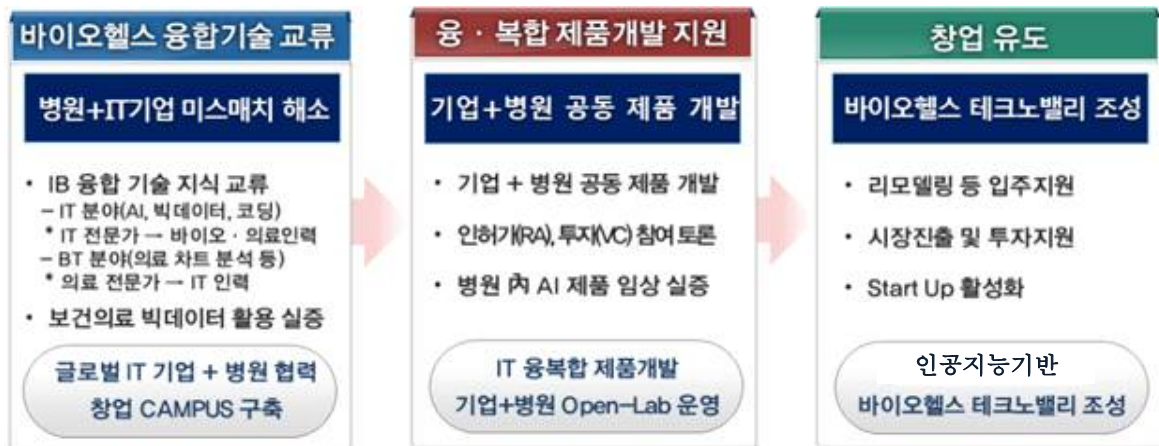 바이오헬스 융합기술 교류
병원+IT기업 미스매치 해소
• IB 융합 기술 지식 교류
– IT 분야(AI, 빅데이터, 코딩)
* IT 전문가 → 바이오 · 의료인력
– BT 분야(의료 차트 분석 등)
* 의료 전문가 → IT 인력
• 보건의료 빅데이터 활용 실증
글로벌 IT 기업 + 병원 협력
창업 CAMPUS 구축
융 · 복합 제품개발 지원
기업+병원 공동 제품 개발
• 기업 + 병원 공동 제품 개발
• 인허가(RA), 투자(VC) 참여 토론
• 병원 內 AI 제품 임상 실증
IT 융복합 제품개발
기업+병원 Open-Lab 운영
창업 유도
바이오헬스 테크노밸리 조성
• 리모델링 등 입주지원
• 시장진출 및 투자지원
• Start Up 활성화
인공지능기반
바이오헬스 테크노밸리 조성